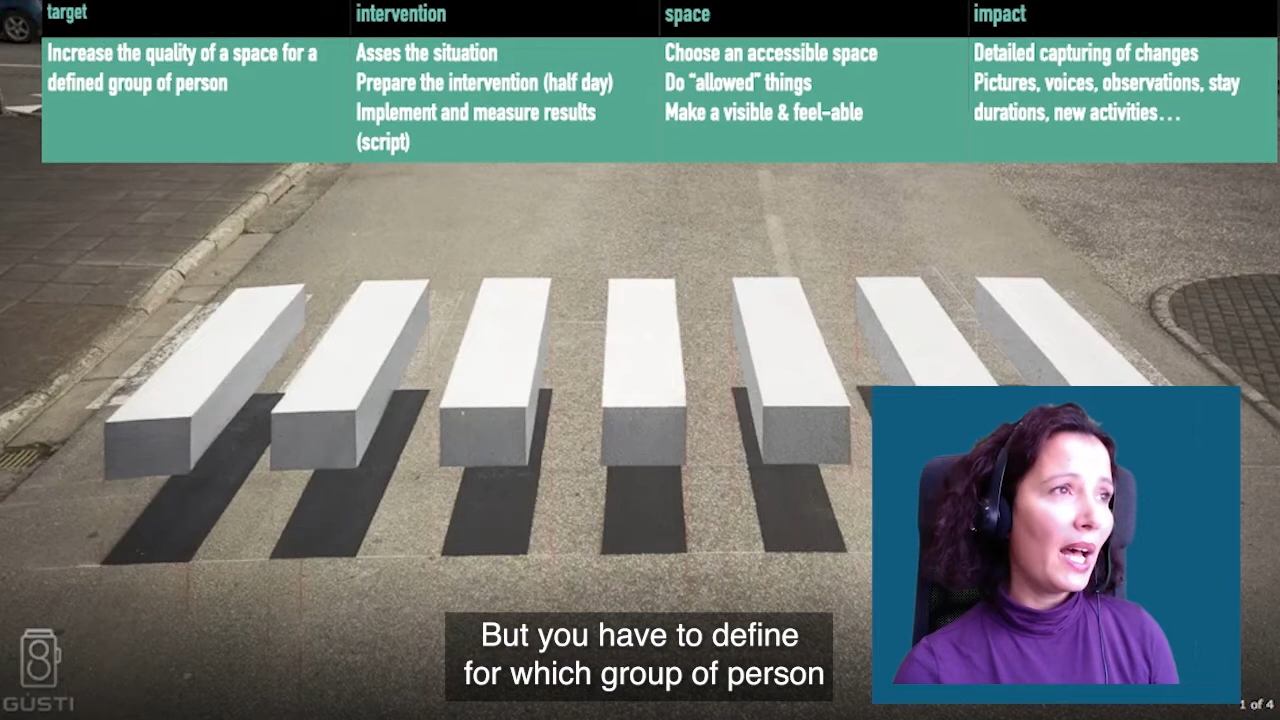 target
Increase the quality of a space for a
defined group of person
intervention
Asses the situation
Prepare the intervention (half day)
Implement and measure results
(script)
space
Choose an accessible space
Do “allowed” things
Make a visible & feel-able
impact
Detailed capturing of changes
Pictures, voices, observations, stay
durations, new activities...
But you have to define
for which group of person
GÚSTI
1 of 4